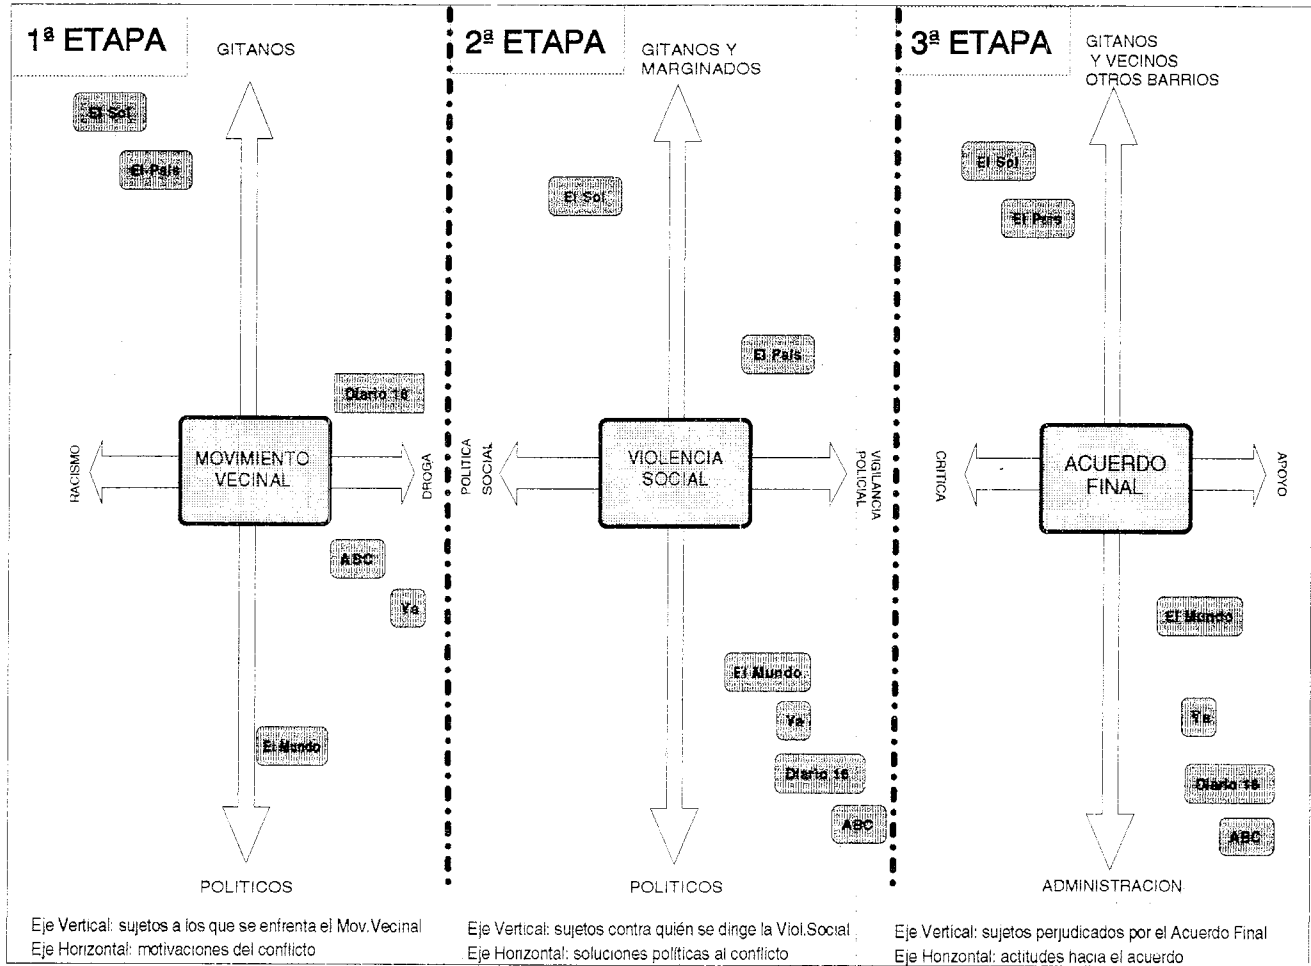 1ª ETAPA
GITANOS
El Sol
El País
Diario 16
RACISMO
MOVIMIENTO
VECINAL
DROGA
ABC
Ya
El Mundo
POLITICOS
Eje Vertical: sujetos a los que se enfrenta el Mov.Vecinal
Eje Horizontal: motivaciones del conflicto
2ª ETAPA
GITANOS Y
MARGINADOS
El Sol
El País
POLITICA
SOCIAL
VIOLENCIA
SOCIAL
VIGILANCIA
POLICIAL
El Mundo
Ya
Diario 16
ABC
POLITICOS
Eje Vertical: sujetos contra quién se dirige la Viol.Social
Eje Horizontal: soluciones políticas al conflicto
3ª ETAPA
GITANOS
Y VECINOS
OTROS BARRIOS
El Sol
El País
CRITICA
ACUERDO
FINAL
APOYO
El Mundo
Ya
Diario 16
ABC
ADMINISTRACION
Eje Vertical: sujetos perjudicados por el Acuerdo Final
Eje Horizontal: actitudes hacia el acuerdo